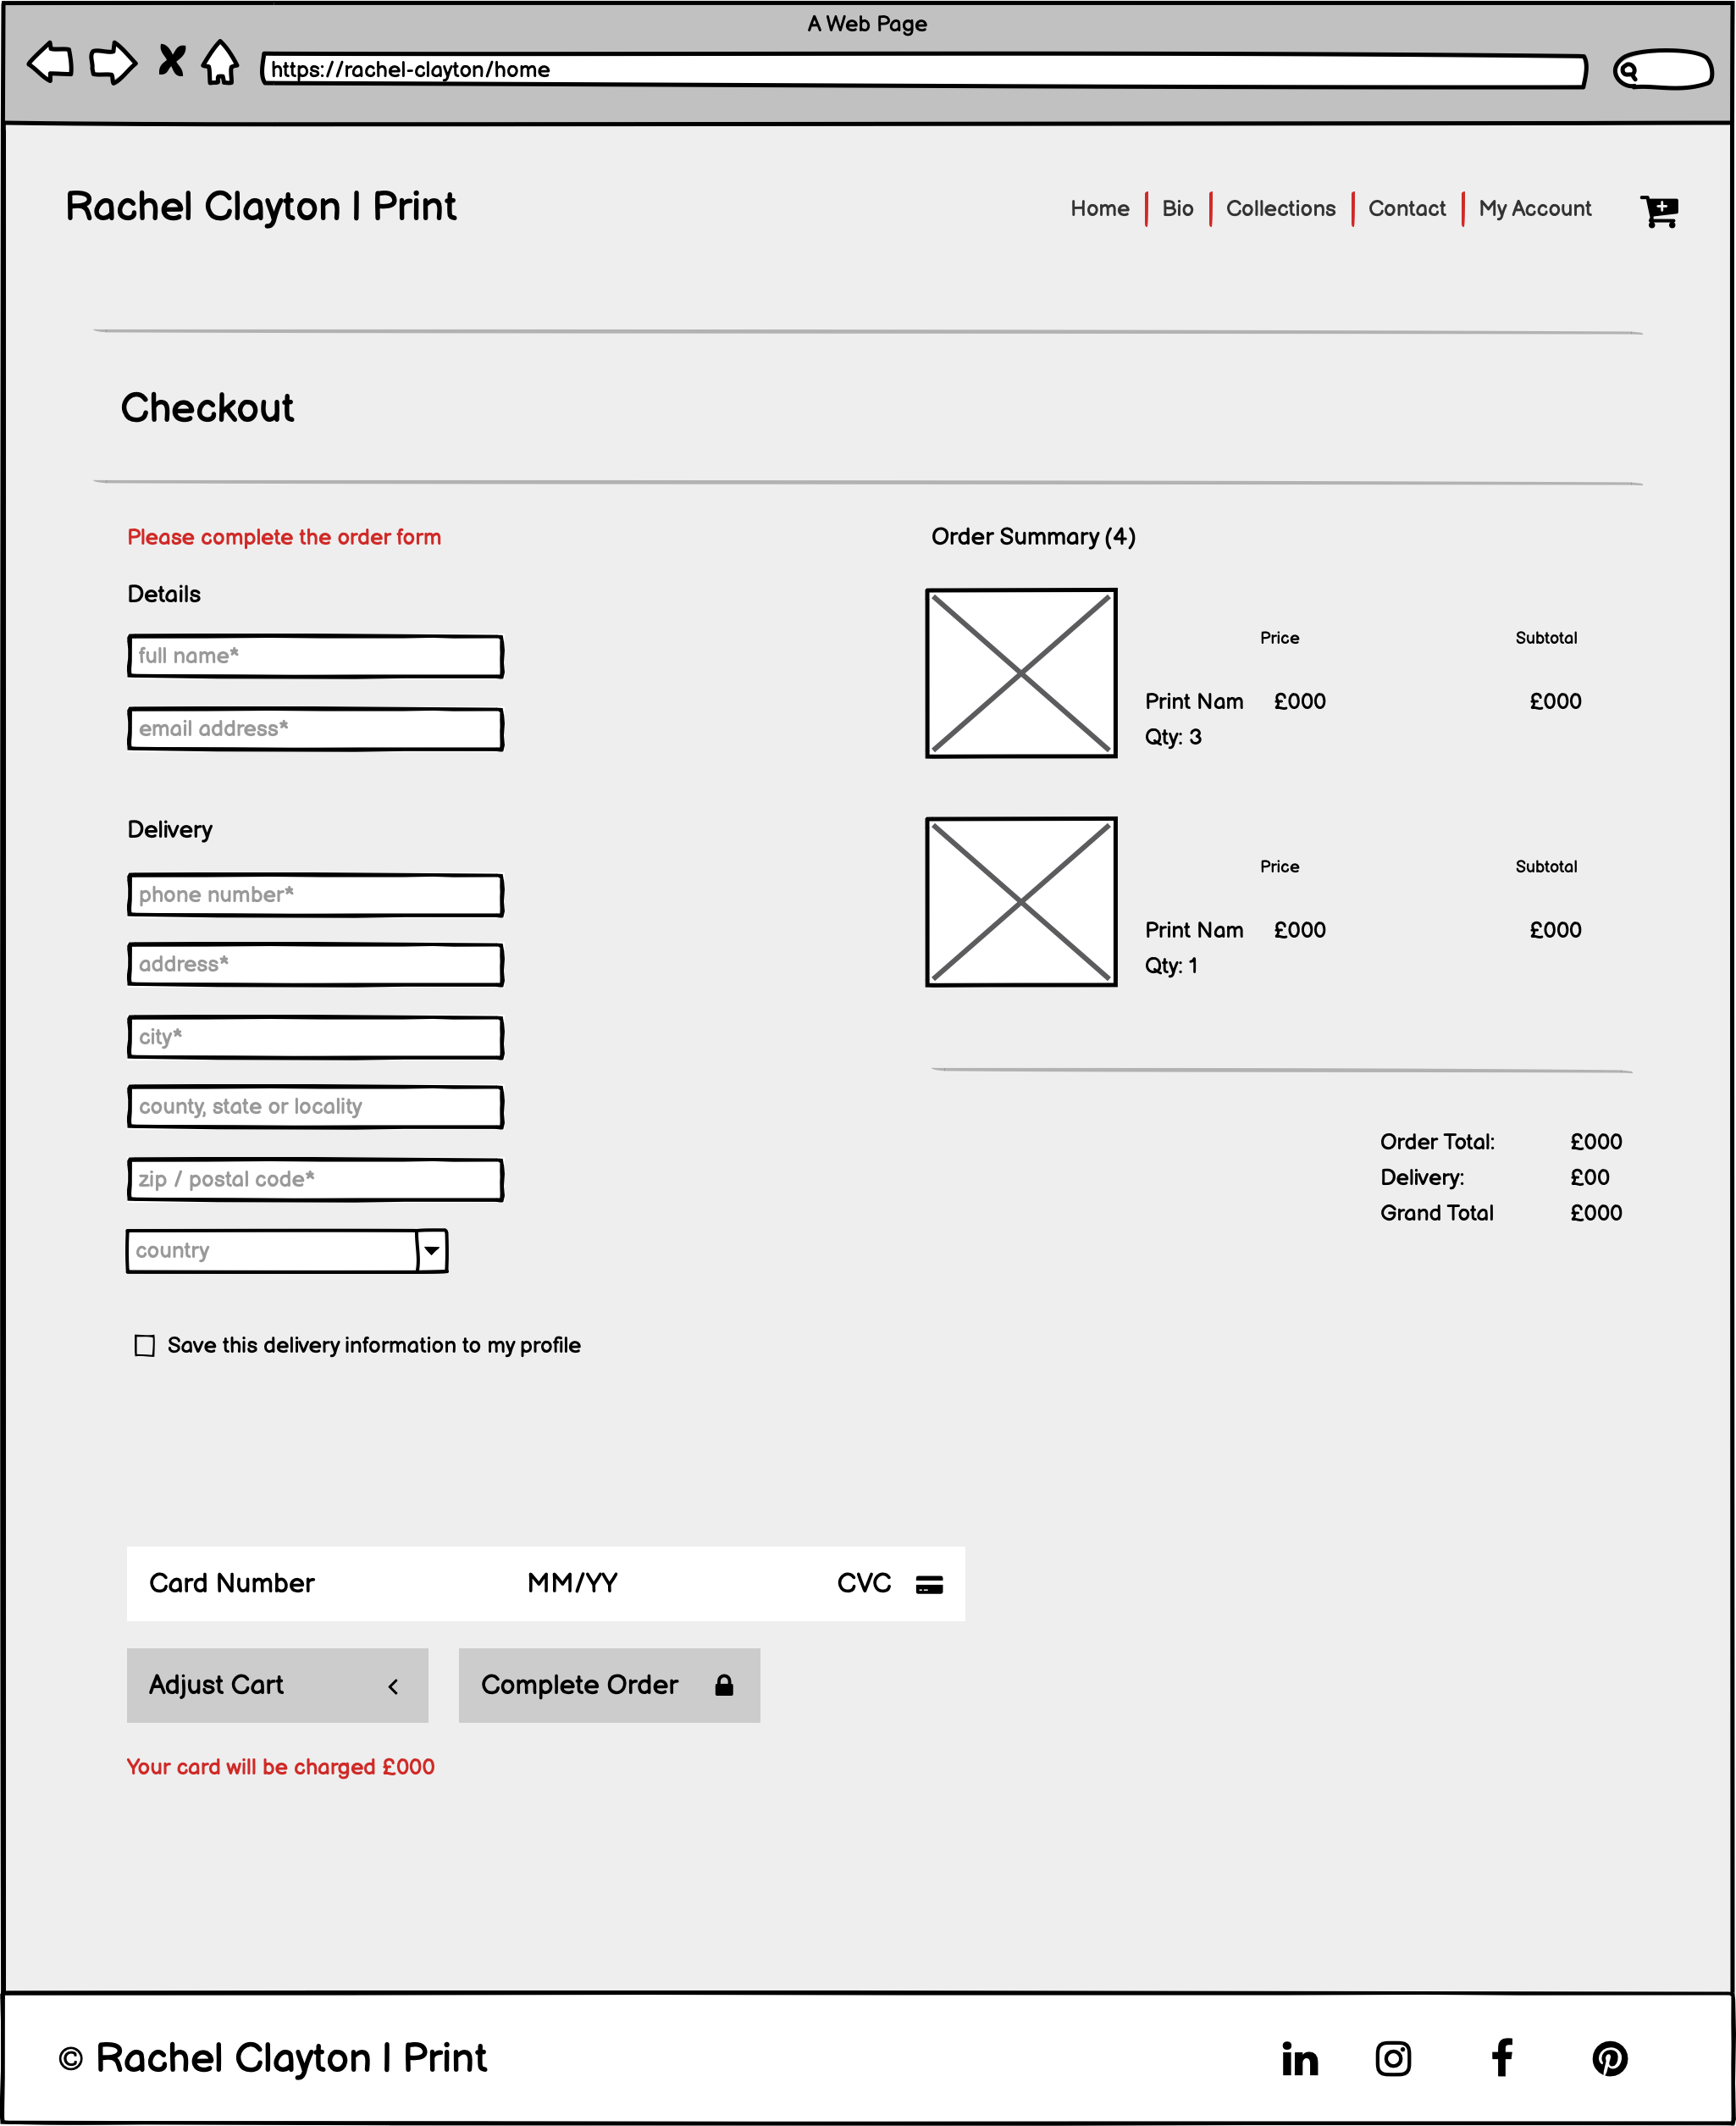 A Web Page
https://rachel-clayton/home
Rachel Clayton | Print
Home | Bio | Collections | Contact | My Account
Checkout
Please complete the order form
Details
full name*
email address*
Delivery
phone number*
address*
city*
county, state or locality
zip / postal code*
country
Save this delivery information to my profile
Order Summary (4)
Price Subtotal
Print Nam £000 £000
Qty: 3
Price Subtotal
Print Nam £000 £000
Qty: 1
Order Total: £000
Delivery: £00
Grand Total £000
Card Number MM/YY CVC
Adjust Cart <
Complete Order
Your card will be charged £000
© Rachel Clayton | Print